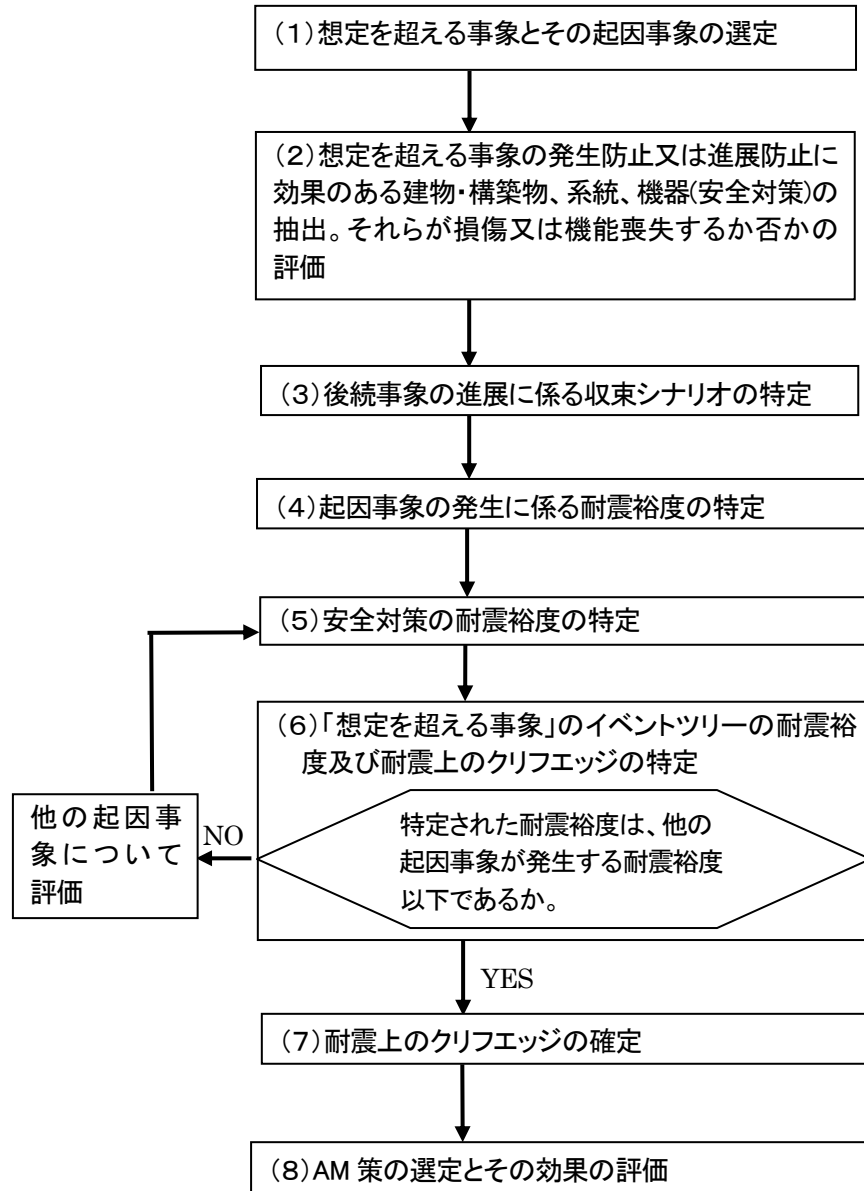 (1)想定を超える事象とその起因事象の選定
(2)想定を超える事象の発生防止又は進展防止に
効果のある建物・構築物、系統、機器(安全対策)の
抽出。それらが損傷又は機能喪失するか否かの
評価
(3)後続事象の進展に係る収束シナリオの特定
(4)起因事象の発生に係る耐震裕度の特定
(5)安全対策の耐震裕度の特定
(6)「想定を超える事象」のイベントツリーの耐震裕
度及び耐震上のクリフエッジの特定
特定された耐震裕度は、他の
起因事象が発生する耐震裕度
以下であるか。
NO
他の起因事
象について
評価
YES
(7)耐震上のクリフエッジの確定
(8)AM 策の選定とその効果の評価